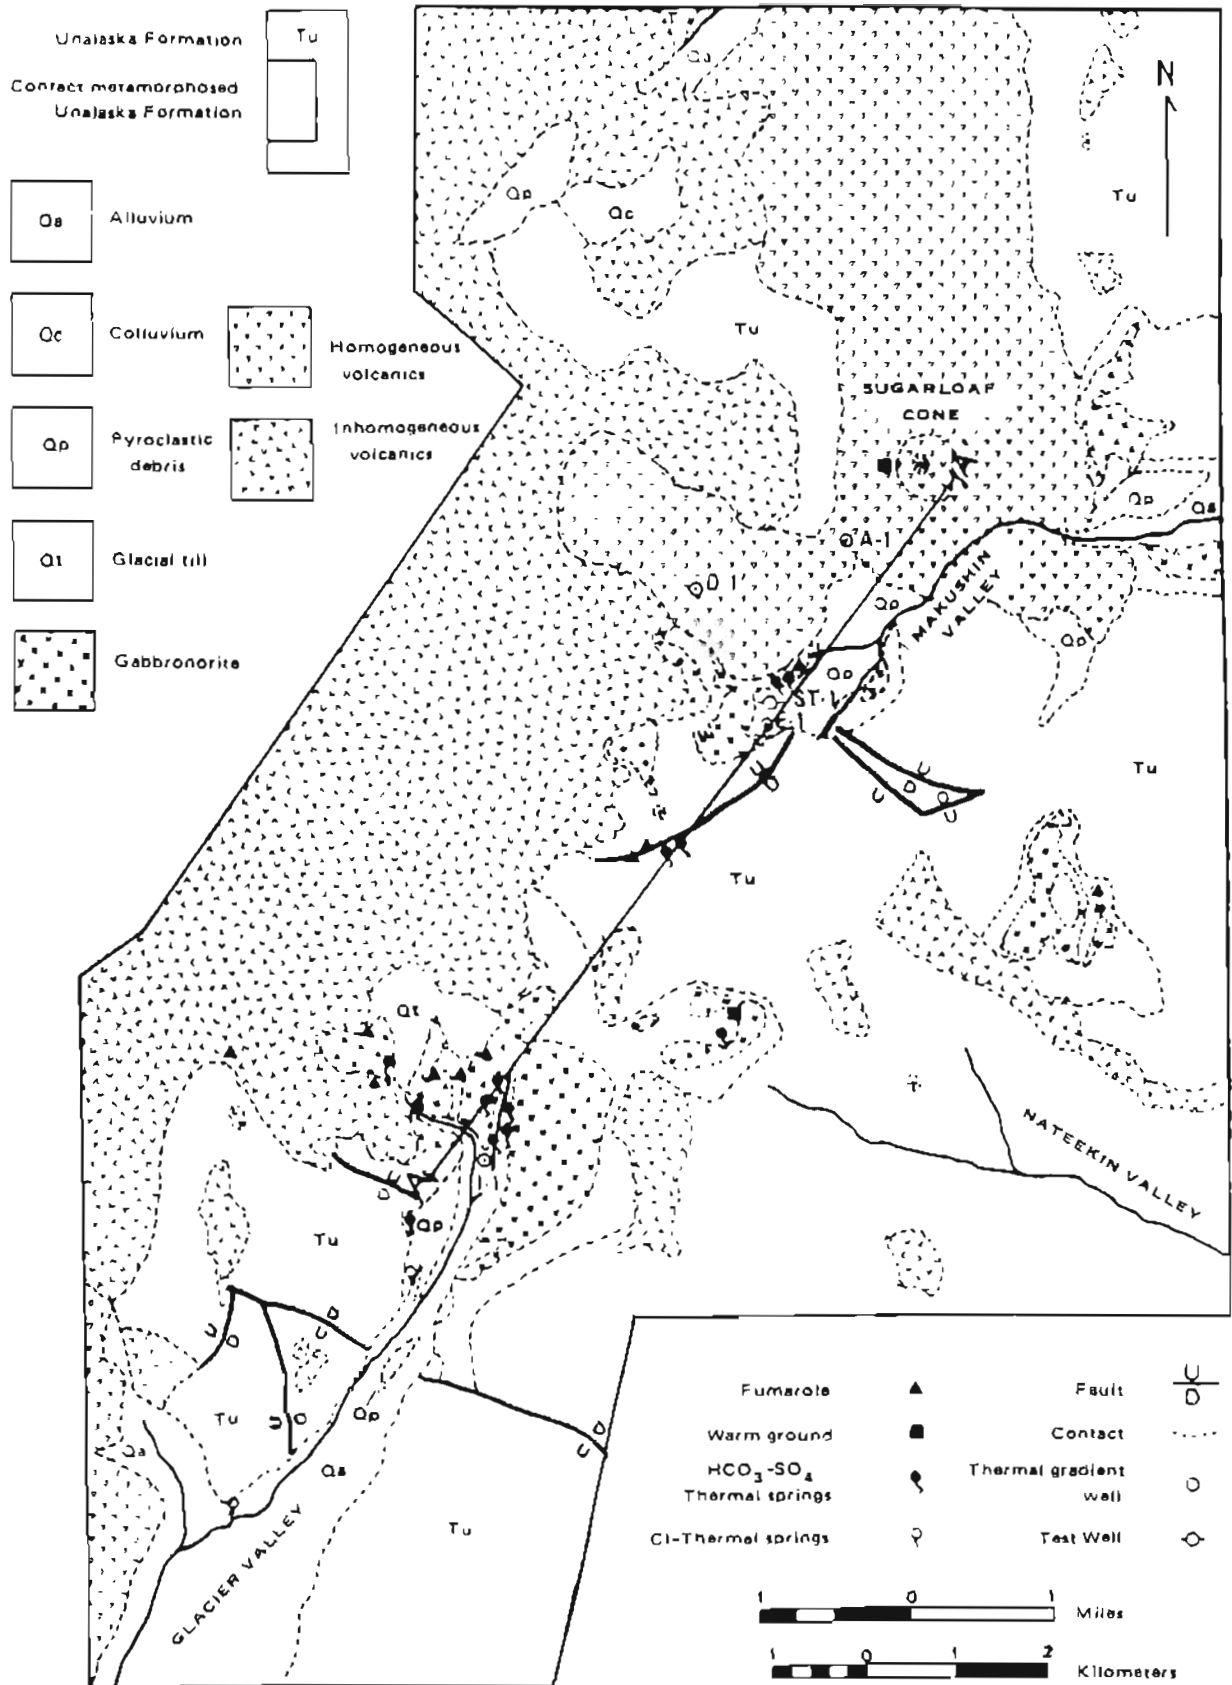 Unalaska Formation
Tu
Contact metamorphosed
Unalaska Formation
Qa
Alluvium
Qc
Colluvium
Homogeneous
volcanics
Qp
Pyroclastic
debris
Inhomogeneous
volcanics
Qt
Glacial till
Gabbronorite
N
Qp
Qc
Tu
Tu
SUGARLOAF
CONE
A
A-1
D-1
Qp
Qa
MAKUSHIN
VALLEY
Qp
Qp
Qp
ST-1
E-1
U
D
U
D
U
D
U
Tu
Tu
Qt
NATEEKIN VALLEY
D
A'
Qp
Tu
U
D
U
D
U
D
Tu
Qp
Qa
Qa
U
D
Tu
GLACIER VALLEY
Fumarole
Fault
U
D
Warm ground
Contact
HCO3-SO4
Thermal springs
Thermal gradient
well
Cl-Thermal springs
Test Well
1 0 1
Miles
1 0 1 2
Kilometers